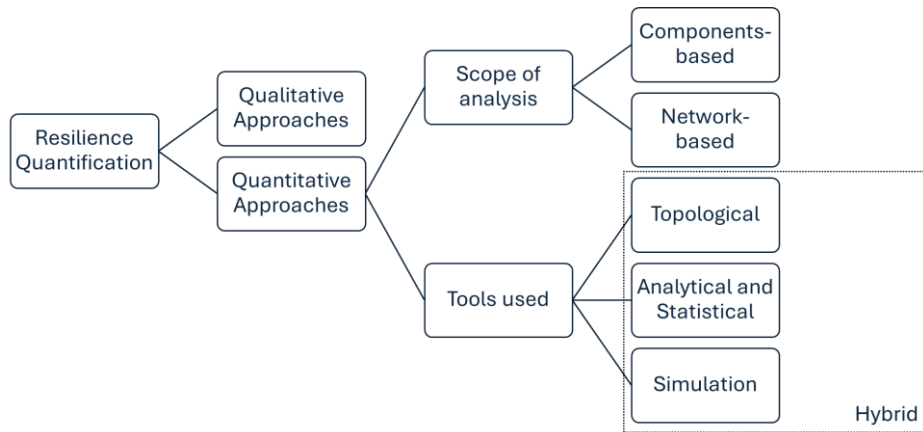 Resilience
Quantification
Qualitative
Approaches
Quantitative
Approaches
Scope of
analysis
Tools used
Components-
based
Network-
based
Topological
Analytical and
Statistical
Simulation
Hybrid